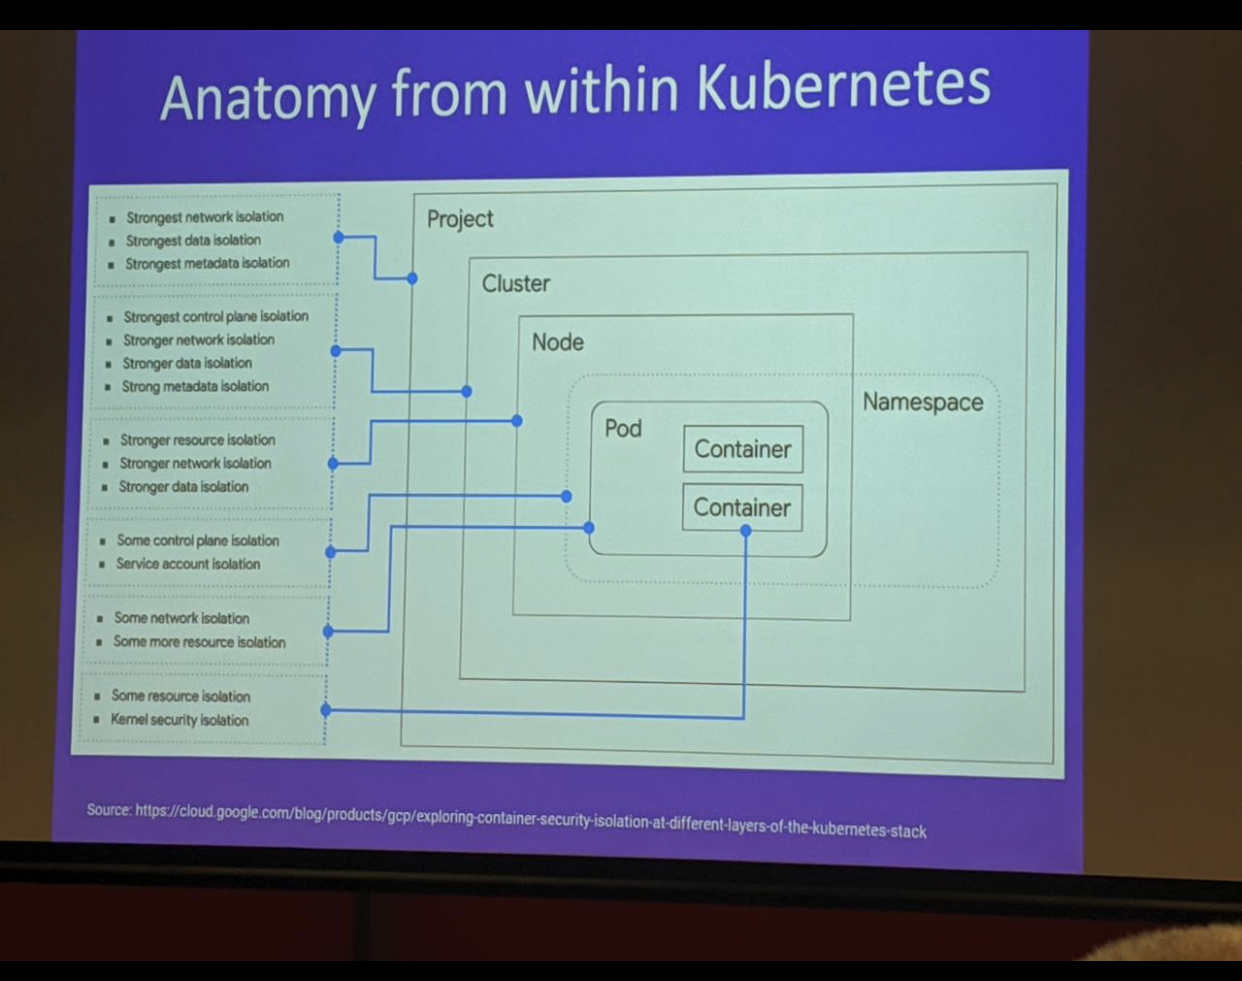 Anatomy from within Kubernetes
▪ Strongest network isolation
▪ Strongest data isolation
▪ Strongest metadata isolation
▪ Strongest control plane isolation
▪ Stronger network isolation
▪ Stronger data isolation
▪ Strong metadata isolation
▪ Stronger resource isolation
▪ Stronger network isolation
▪ Stronger data isolation
▪ Some control plane isolation
▪ Service account isolation
▪ Some network isolation
▪ Some more resource isolation
▪ Some resource isolation
▪ Kernel security isolation
Project
Cluster
Node
Namespace
Pod
Container
Container
Source: https://cloud.google.com/blog/products/gcp/exploring-container-security-isolation-at-different-layers-of-the-kubernetes-stack